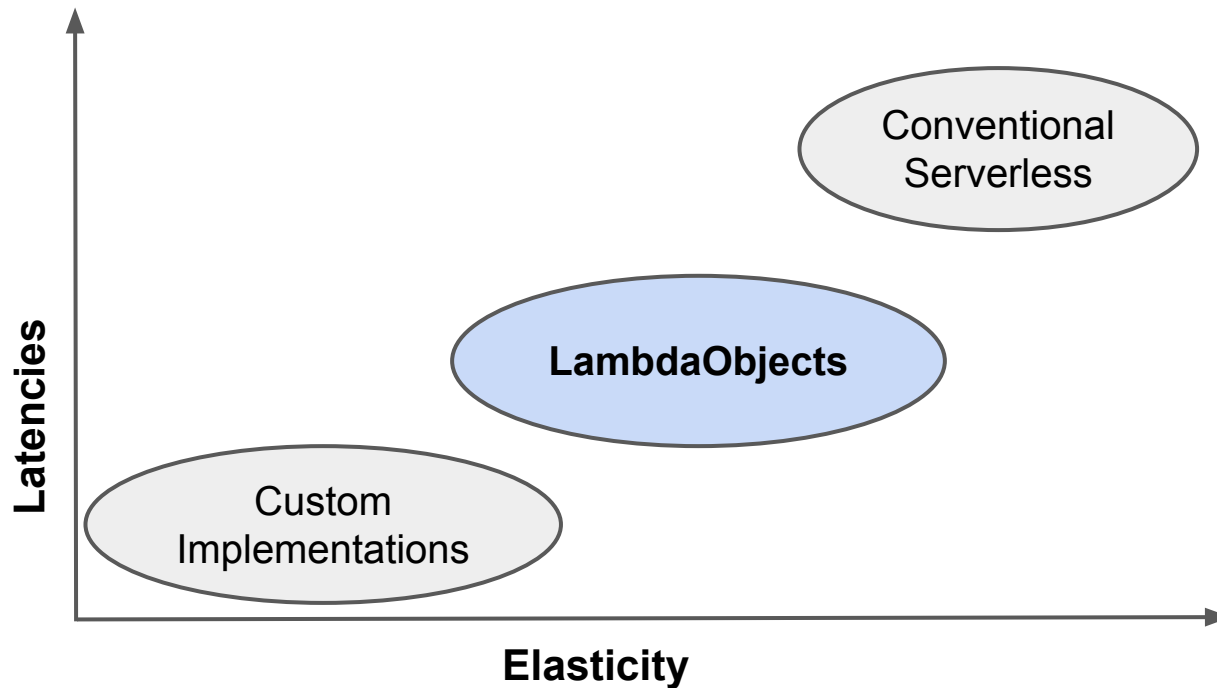 Conventional
Serverless
LambdaObjects
Latencies
Custom
Implementations
Elasticity